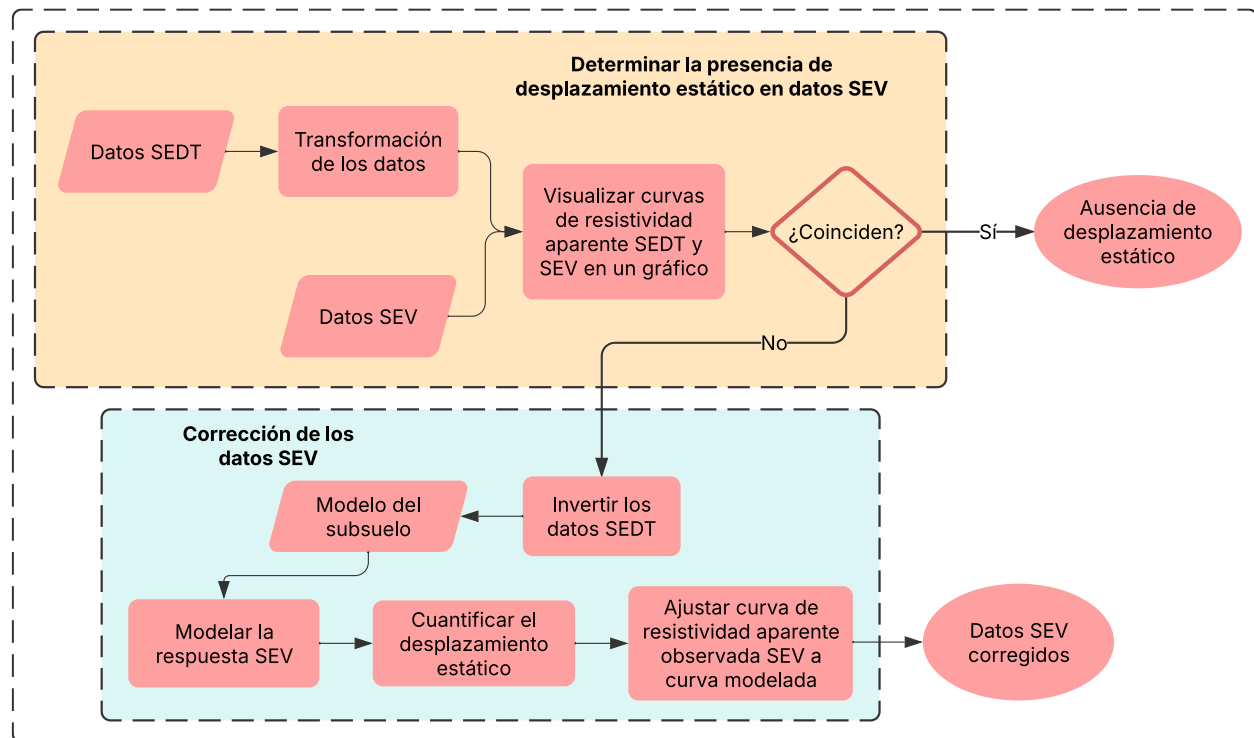 Determinar la presencia de
desplazamiento estático en datos SEV
Datos SEDT
Transformación
de los datos
Datos SEV
Visualizar curvas
de resistividad
aparente SEDT y
SEV en un gráfico
¿Coinciden?
Sí
Ausencia de
desplazamiento
estático
No
Corrección de los
datos SEV
Invertir los
datos SEDT
Modelo del
subsuelo
Modelar la
respuesta SEV
Cuantificar el
desplazamiento
estático
Ajustar curva de
resistividad aparente
observada SEV a
curva modelada
Datos SEV
corregidos